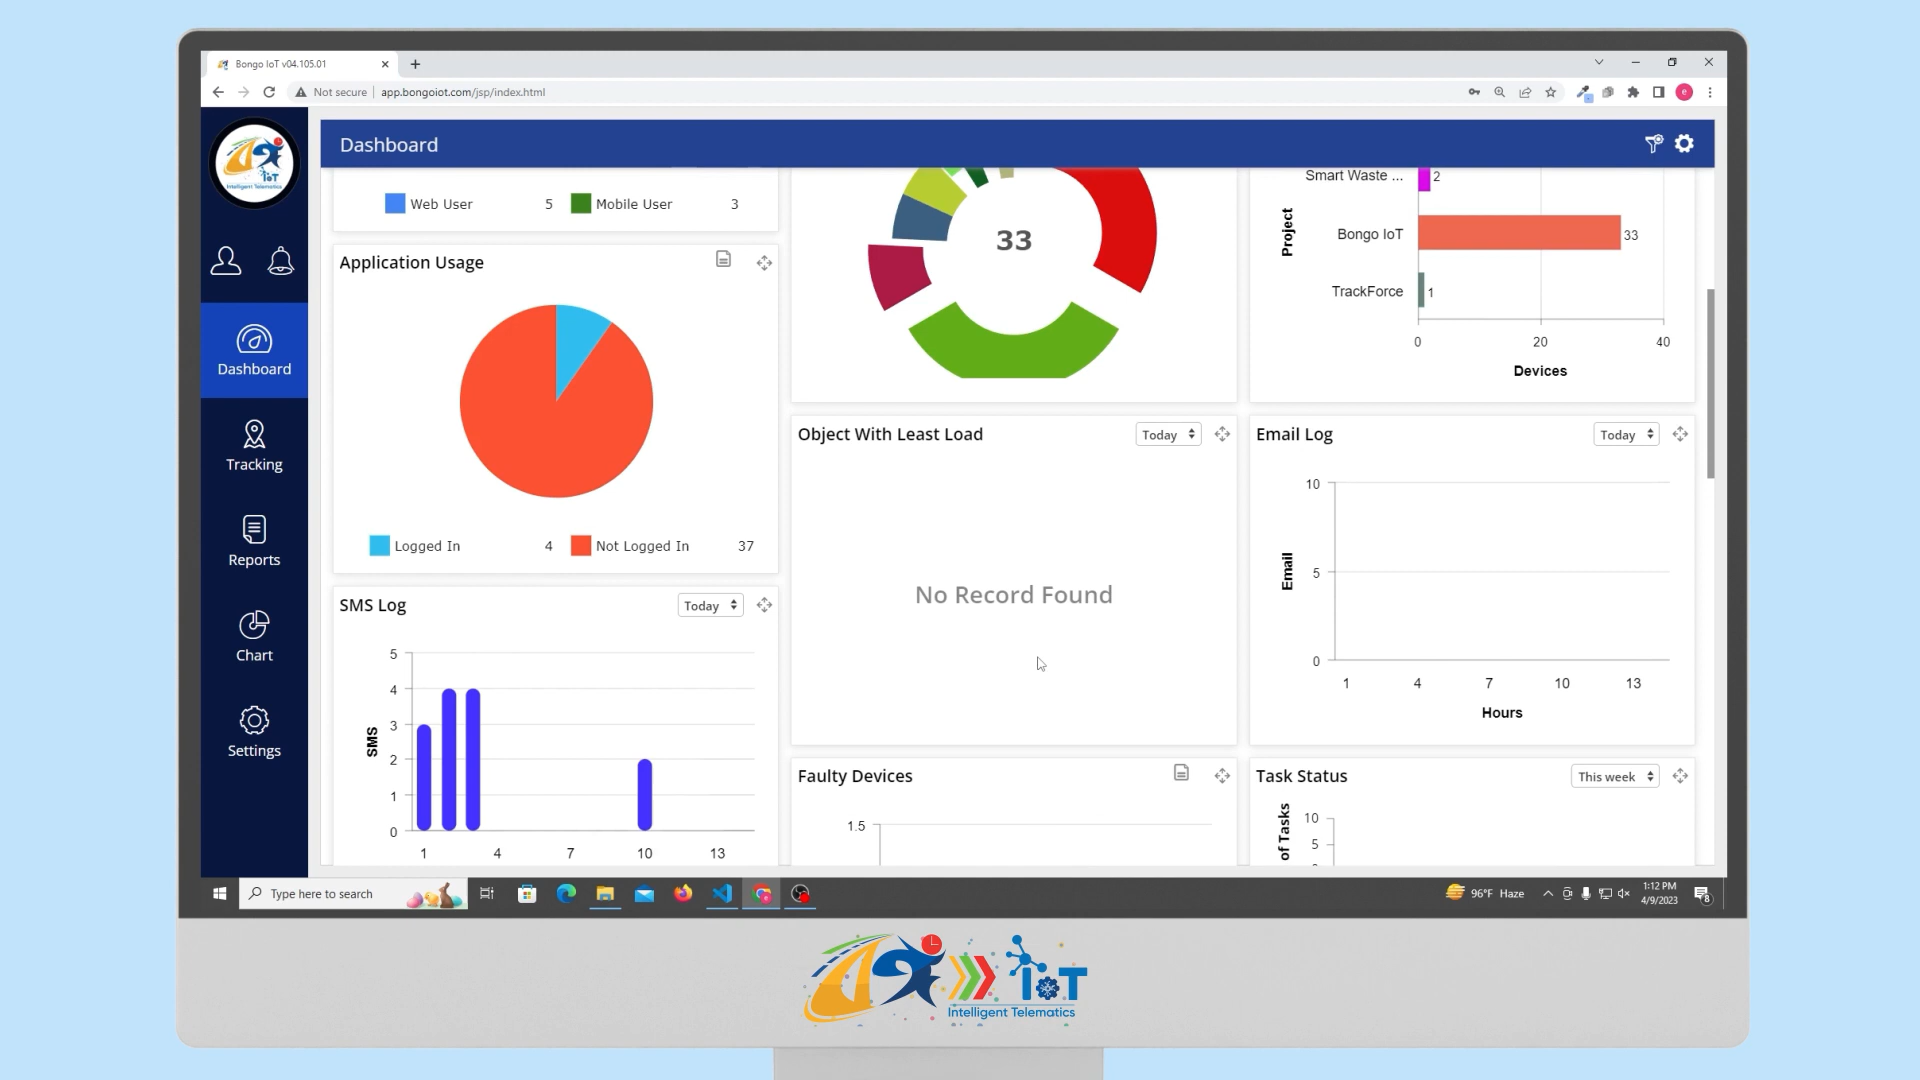 Bongo IoT v04.105.01
Not secure
app.bongoiot.com/jsp/index.html
IoT
Intelligent Telematics
Dashboard
Tracking
Reports
Chart
Settings
Dashboard
Web User 5 Mobile User 3
Application Usage
Logged In 4 Not Logged In 37
SMS Log Today
SMS
5
4
3
2
1
0
1 4 7 10 13
33
Object With Least Load Today
No Record Found
Faulty Devices
1.5
Project
Smart Waste ... 2
Bongo IoT 33
TrackForce 1
0 20 40
Devices
Email Log Today
Email
10
5
0
1 4 7 10 13
Hours
Task Status This week
of Tasks
10
5
Type here to search
96°F Haze
1:12 PM
4/9/2023
8
IoT
Intelligent Telematics